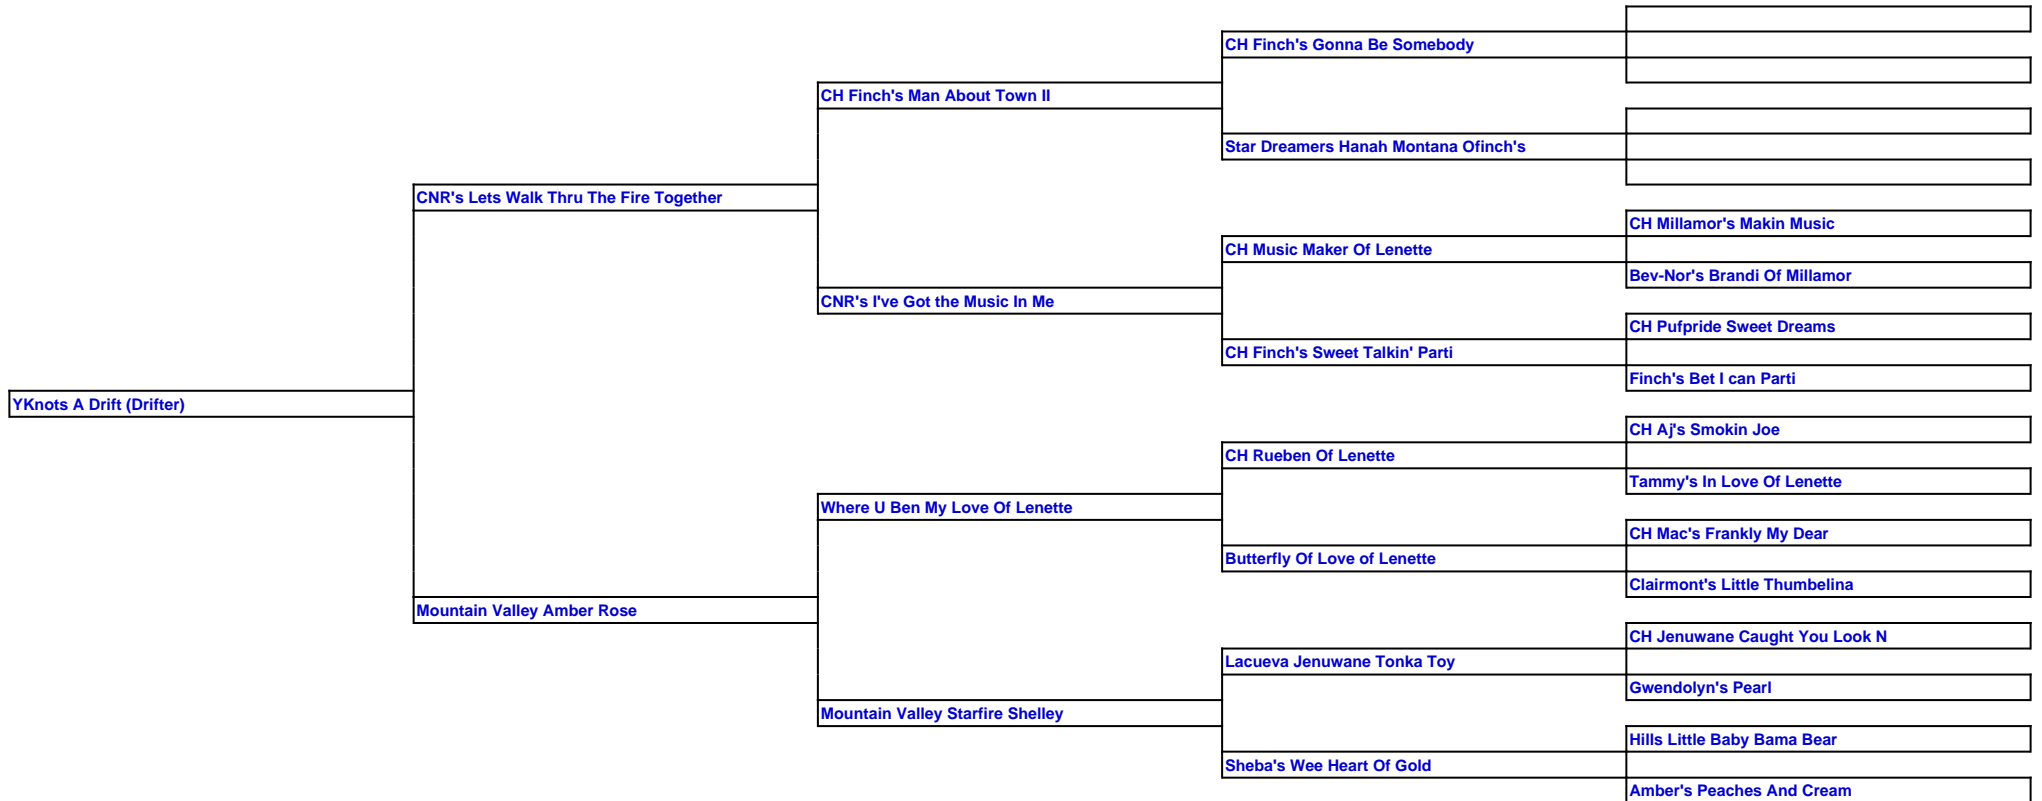 CH Finch's Gonna Be Somebody
CH Finch's Man About Town II
Star Dreamers Hanah Montana Ofinch's
CNR's Lets Walk Thru The Fire Together
CH Millamor's Makin Music
CH Music Maker Of Lenette
Bev-Nor's Brandi Of Millamor
CNR's I've Got the Music In Me
CH Pufpride Sweet Dreams
CH Finch's Sweet Talkin' Parti
Finch's Bet I can Parti
YKnots A Drift (Drifter)
CH Aj's Smokin Joe
CH Rueben Of Lenette
Tammy's In Love Of Lenette
Where U Ben My Love Of Lenette
CH Mac's Frankly My Dear
Butterfly Of Love of Lenette
Clairmont's Little Thumbelina
Mountain Valley Amber Rose
CH Jenuwane Caught You Look N
Lacueva Jenuwane Tonka Toy
Gwendolyn's Pearl
Mountain Valley Starfire Shelley
Hills Little Baby Bama Bear
Sheba's Wee Heart Of Gold
Amber's Peaches And Cream